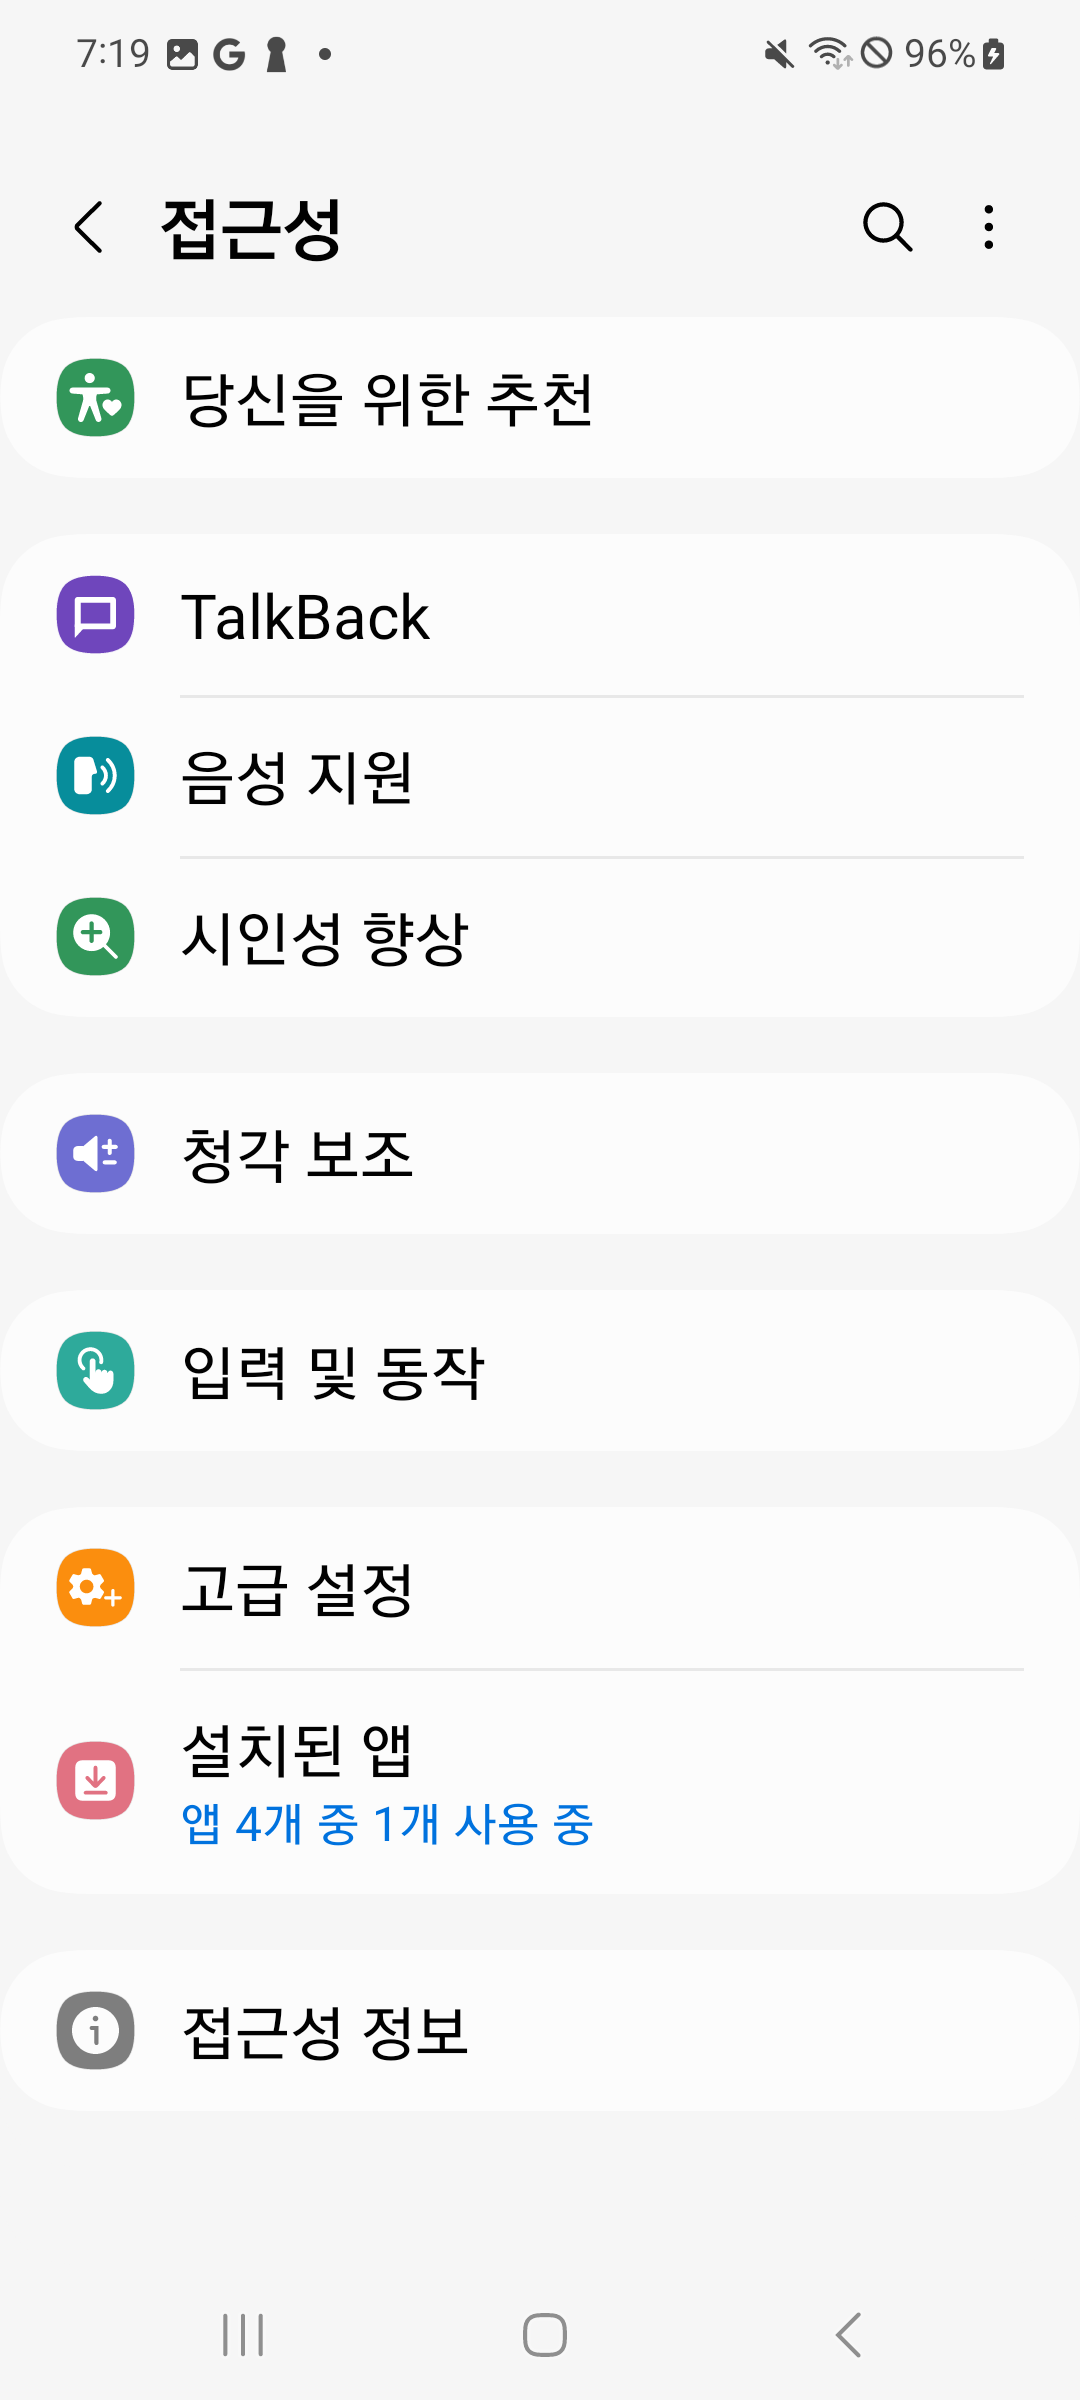 7:19
96%
접근성
당신을 위한 추천
TalkBack
음성 지원
시인성 향상
청각 보조
입력 및 동작
고급 설정
설치된 앱
앱 4개 중 1개 사용 중
접근성 정보